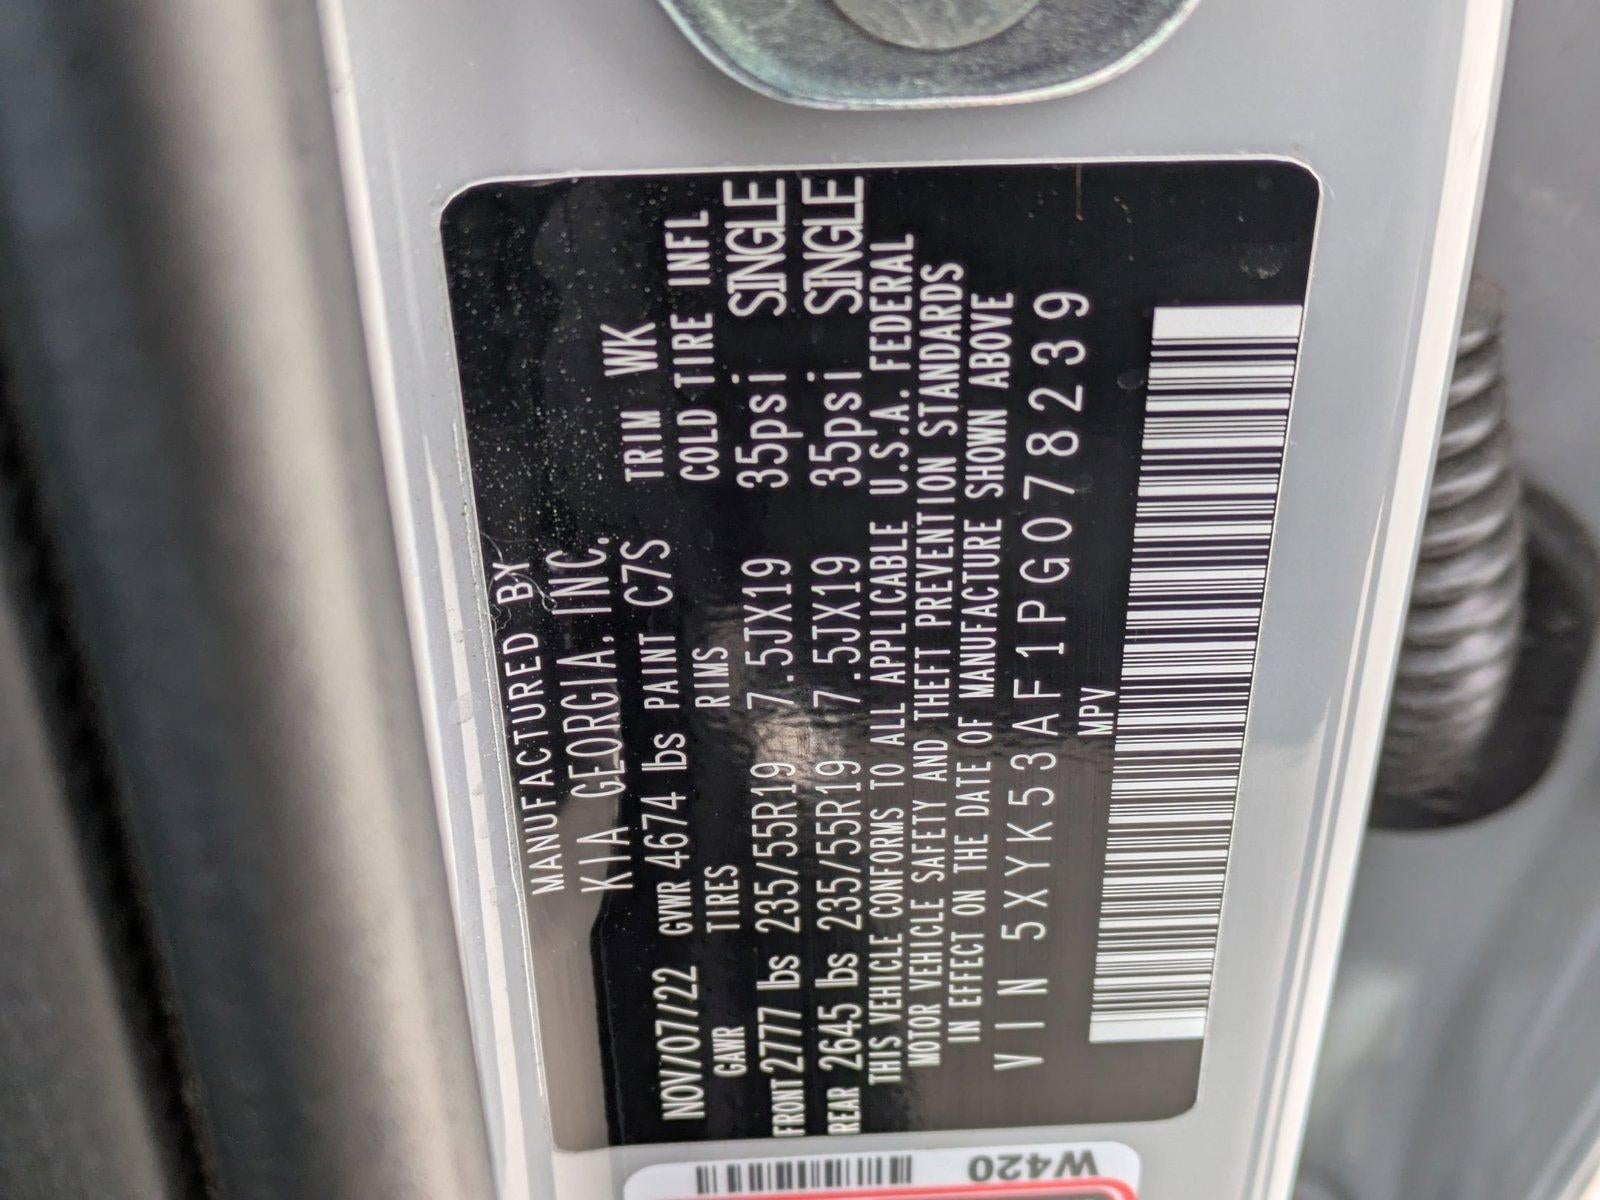 MANUFACTURED BY
KIA GEORGIA, INC.
NOV/07/22 GVWR 4674 lbs PAINT C7S TRIM WK
GAWR TIRES RIMS COLD TIRE INFL
FRONT 2777 lbs 235/55R19 7.5JX19 35psi SINGLE
REAR 2645 lbs 235/55R19 7.5JX19 35psi SINGLE
THIS VEHICLE CONFORMS TO ALL APPLICABLE U.S.A. FEDERAL
MOTOR VEHICLE SAFETY AND THEFT PREVENTION STANDARDS
IN EFFECT ON THE DATE OF MANUFACTURE SHOWN ABOVE
VIN 5XYK53AF1PG078239
MPV
W420